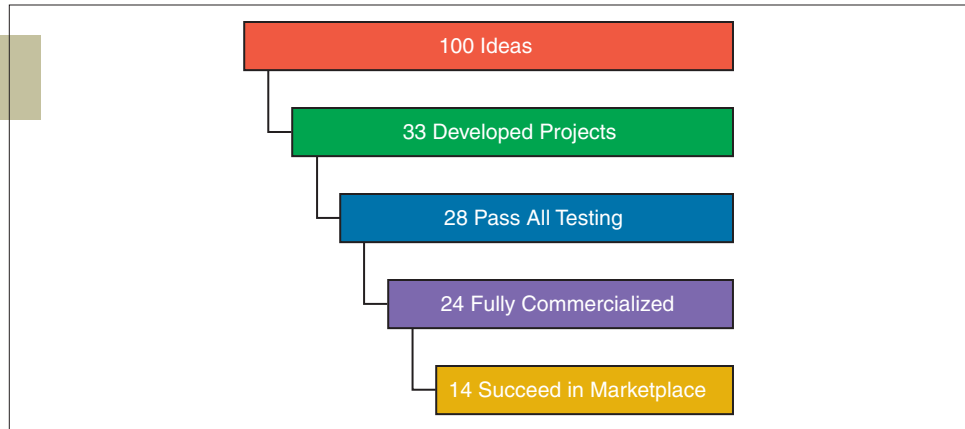 100 Ideas
33 Developed Projects
28 Pass All Testing
24 Fully Commercialized
14 Succeed in Marketplace